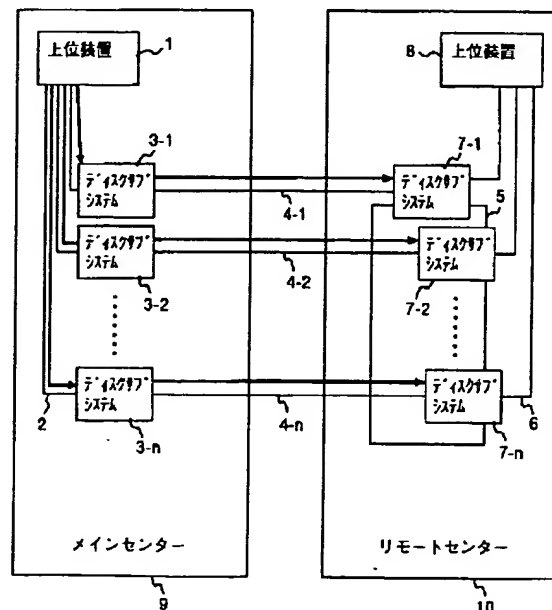 上位装置
1
8
上位装置
3-1
ディスクサブ
システム
7-1
ディスクサブ
システム
5
4-1
ディスクサブ
システム
3-2
ディスクサブ
システム
4-2
7-2
ディスクサブ
システム
2
3-n
ディスクサブ
システム
4-n
6
7-n
メインセンター
リモートセンター
9
10